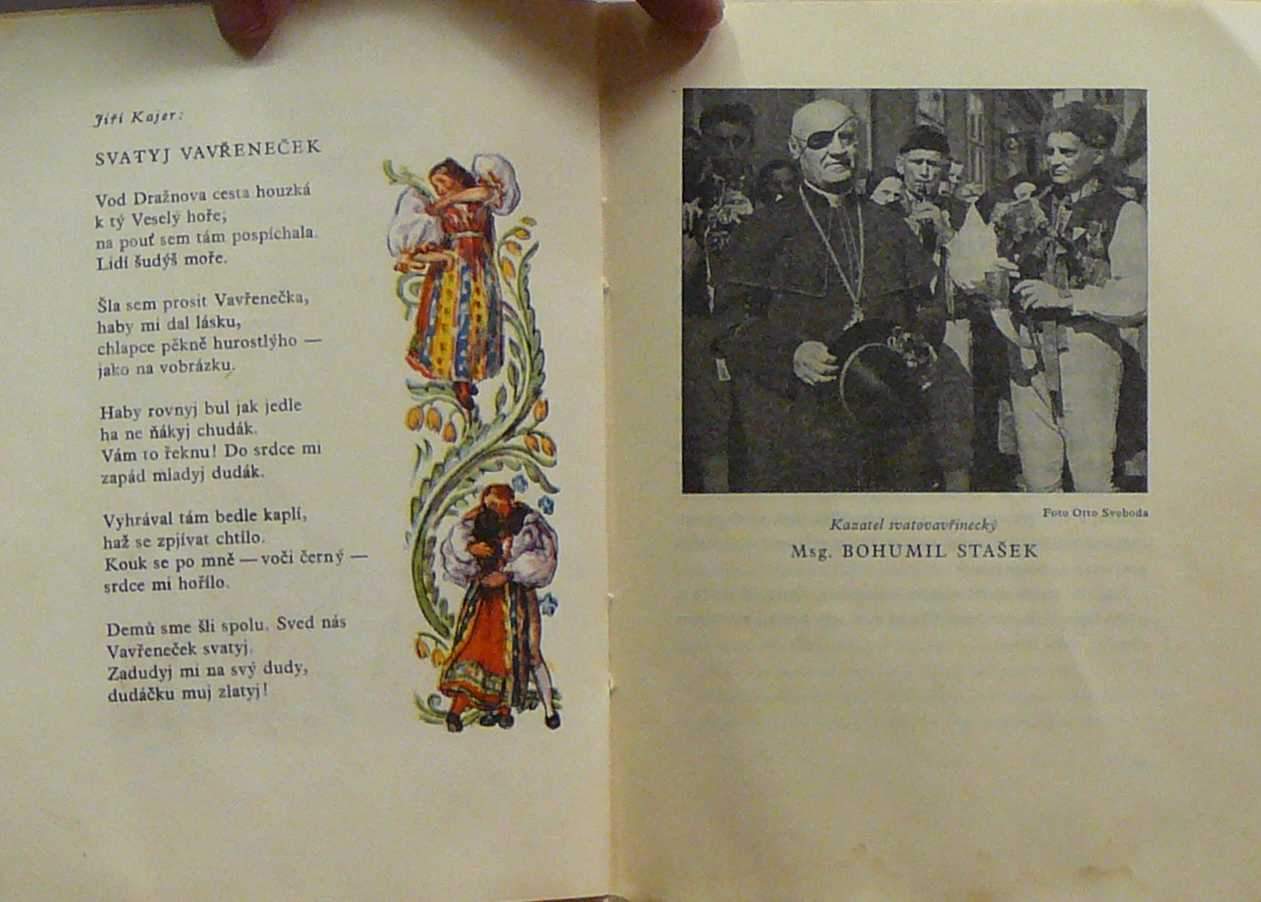 Jiří Kajer:
SVATYJ VAVŘENEČEK
Vod Dražnova cesta houzká
k tý Veselý hoře;
na pouť sem tám pospíchala.
Lidí šudýš moře.
Šla sem prosit Vavřenečka,
haby mi dal lásku,
chlapce pěkně hurostlýho —
jako na vobrázku.
Haby rovnyj bul jak jedle
ha ne ňákyj chudák.
Vám to řeknu! Do srdce mi
zapád mladyj dudák.
Vyhrával tám bedle kaplí,
haž se zpjívat chtílo.
Kouk se po mně — voči černý —
srdce mi hořílo.
Demů sme šli spolu. Sved nás
Vavřeneček svatyj.
Zadudyj mi na svý dudy,
dudáčku muj zlatyj!
Foto Otto Svoboda
Kazatel svatovavřinecký
Msg. BOHUMIL STAŠEK